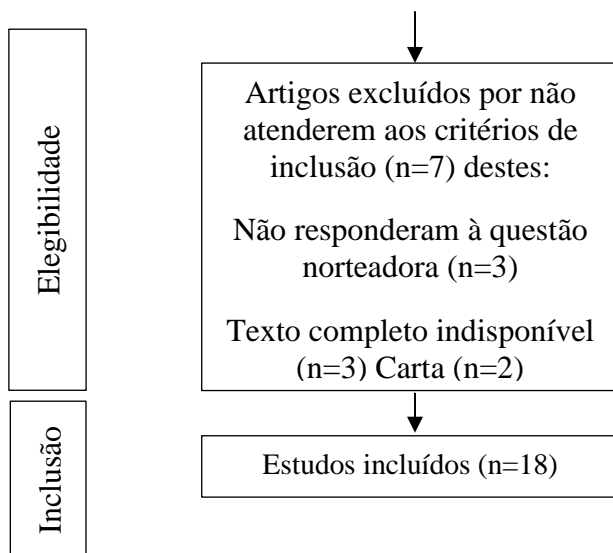 Elegibilidade
Artigos excluídos por não
atenderem aos critérios de
inclusão (n=7) destes:
Não responderam à questão
norteadora (n=3)
Texto completo indisponível
(n=3) Carta (n=2)
Inclusão
Estudos incluídos (n=18)